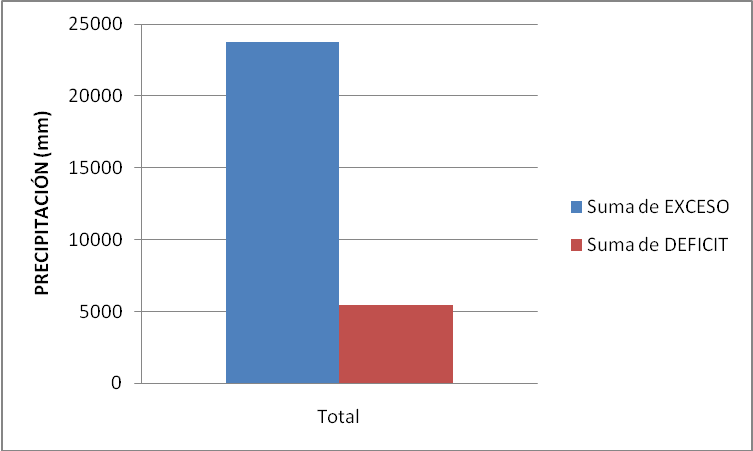 PRECIPITACIÓN (mm)
25000
20000
15000
10000
5000
0
Total
Suma de EXCESO
Suma de DEFICIT